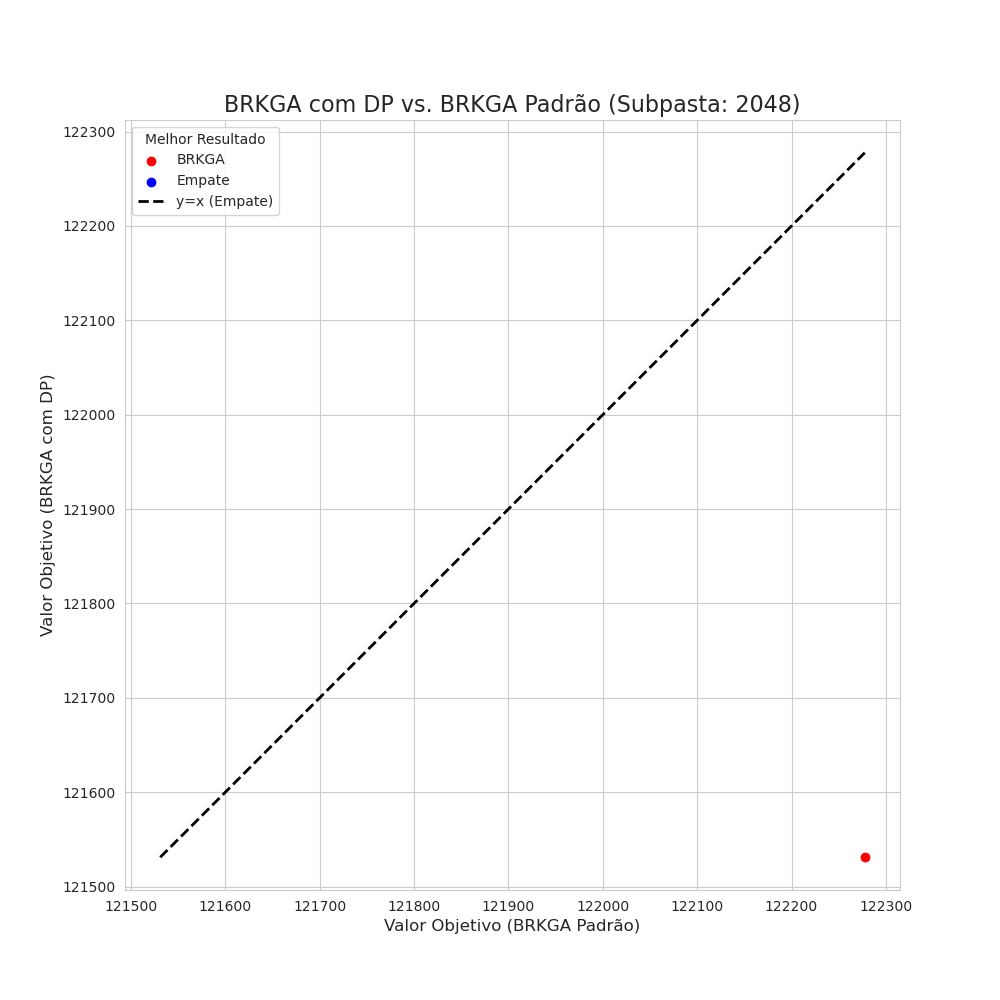 BRKGA com DP vs. BRKGA Padrão (Subpasta: 2048)
Melhor Resultado
BRKGA
Empate
y=x (Empate)
122300
122200
122100
122000
121900
121800
121700
121600
121500
Valor Objetivo (BRKGA com DP)
121500 121600 121700 121800 121900 122000 122100 122200 122300
Valor Objetivo (BRKGA Padrão)